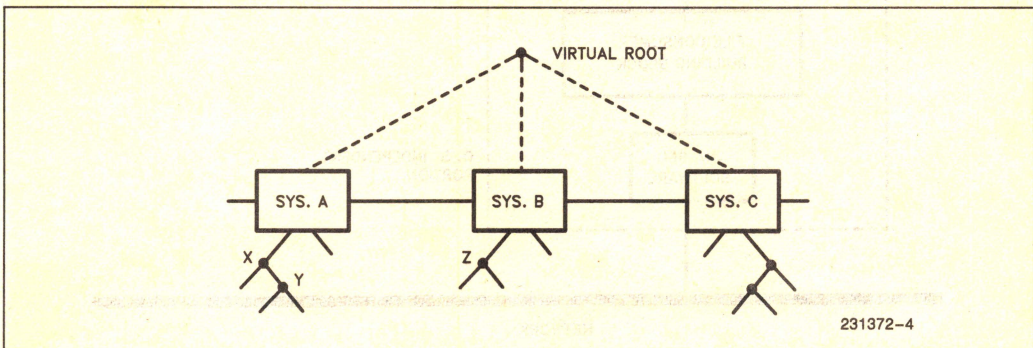 VIRTUAL ROOT
SYS. A
SYS. B
SYS. C
X
Y
Z
231372-4